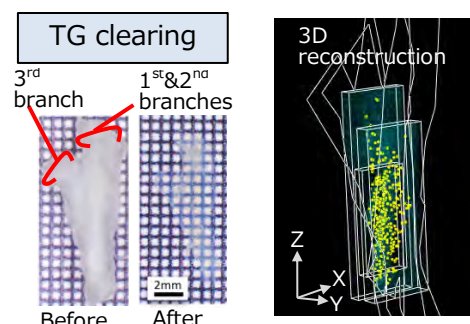 TG clearing
3rd
branch
1st&2nd
branches
2mm
Before
After
3D
reconstruction
Z
X
Y